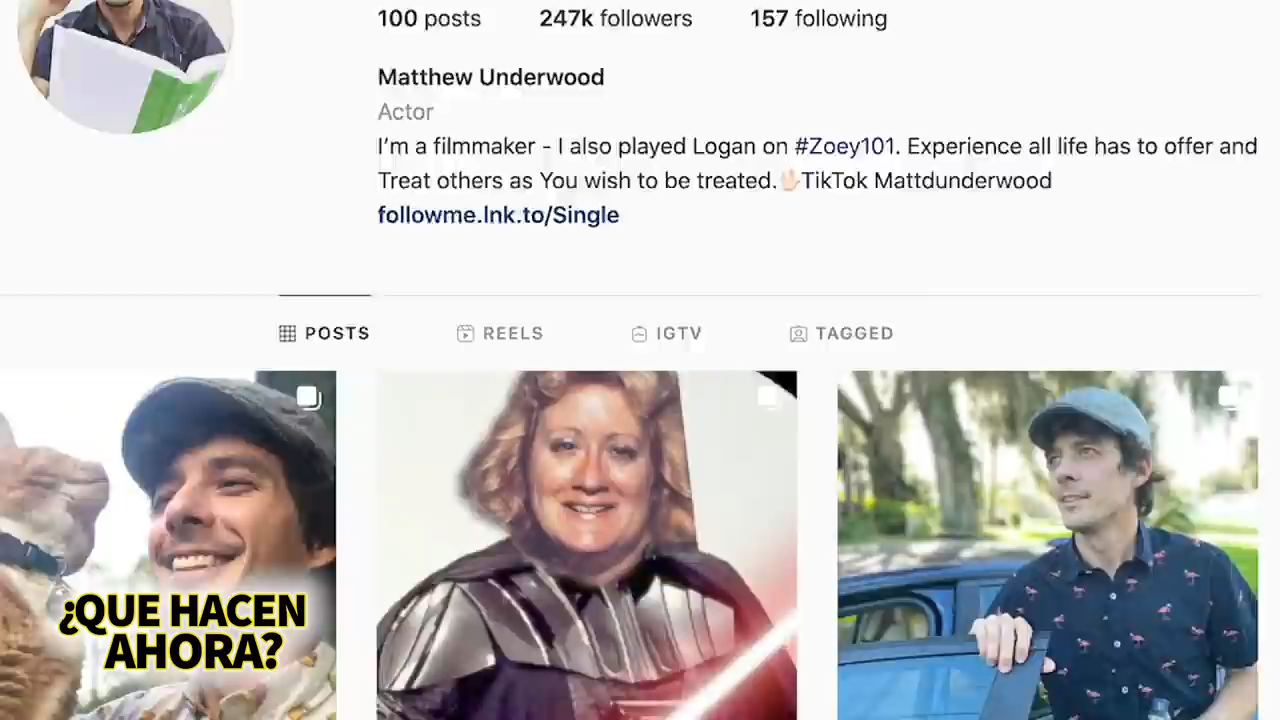 100 posts 247k followers 157 following
Matthew Underwood
Actor
I'm a filmmaker - I also played Logan on #Zoey101. Experience all life has to offer and
Treat others as You wish to be treated.🖖🏻TikTok Mattdunderwood
followme.lnk.to/Single
POSTS REELS IGTV TAGGED
¿QUE HACEN
AHORA?